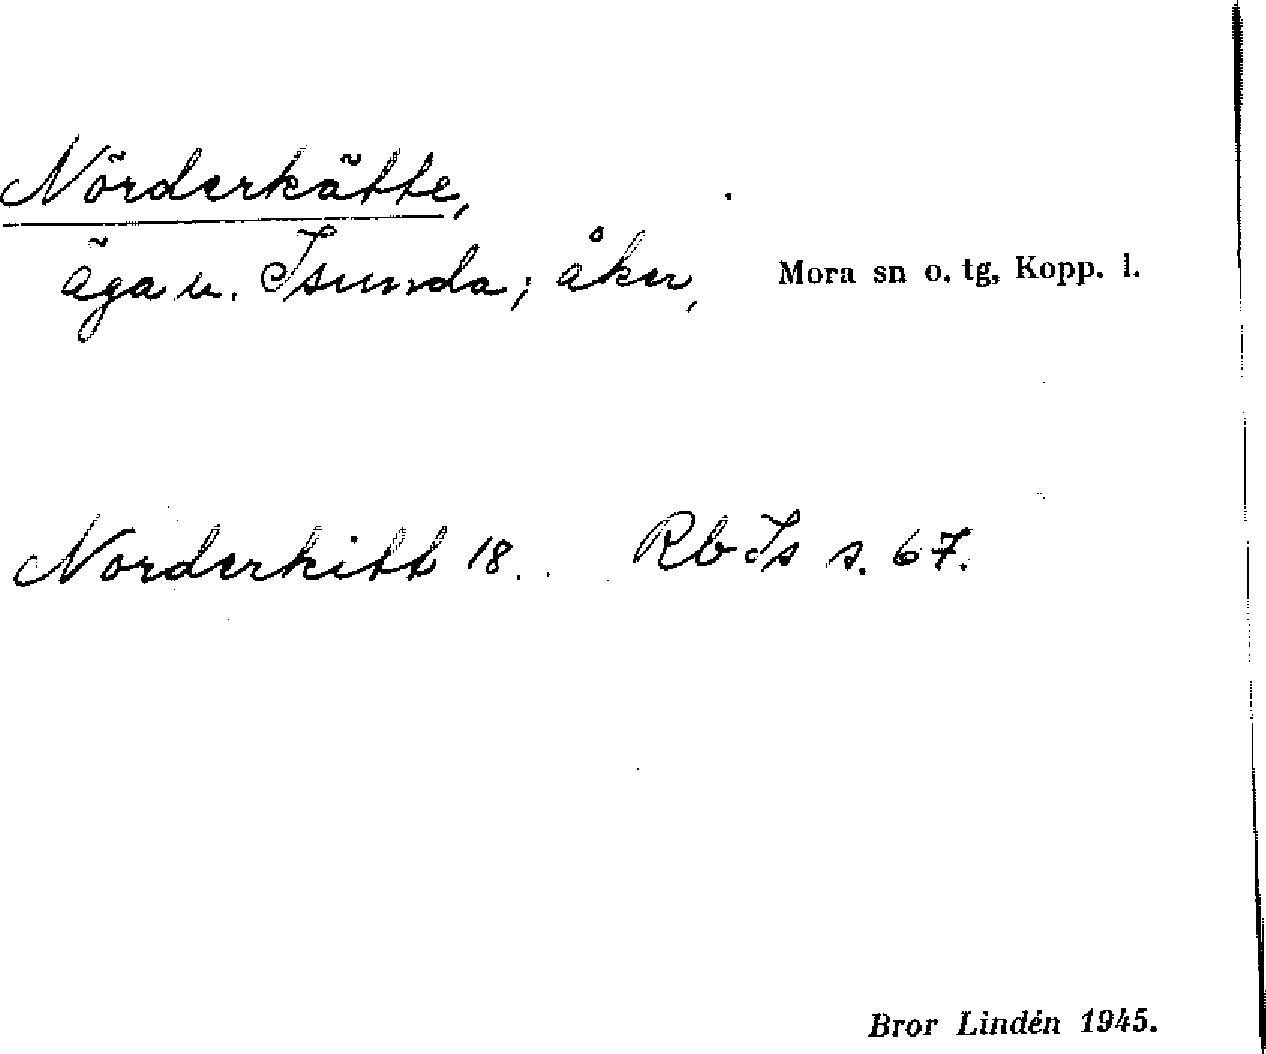 Nörderkätte,
äga u. Isunda; åker, Mora sn o. tg, Kopp. l.
Norderkitt 18.. Rb Is s. 67.
Bror Lindén 1945.